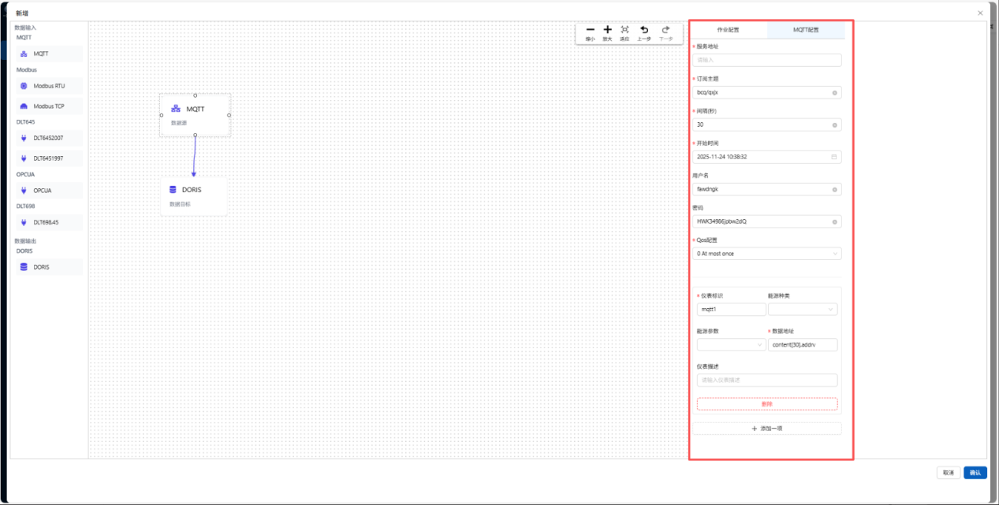 新增
数据输入
MQTT
MQTT
Modbus
Modbus RTU
Modbus TCP
DLT645
DLT6452007
DLT6451997
OPCUA
OPCUA
DLT698
DLT698.45
数据输出
DORIS
DORIS
缩小 放大 适应 上一步 下一步
MQTT
数据源
DORIS
数据目标
作业配置 MQTT配置
* 服务地址
请输入
* 订阅主题
bcq/qxjx
* 间隔(秒)
30
* 开始时间
2025-11-24 10:38:32
用户名
fawdngk
密码
HWK34986jpbw2dQ
* Qos配置
0 At most once
* 仪表标识 能源种类
mqtt1
能源参数 * 数据地址
content[30].addrv
仪表描述
请输入仪表描述
删除
+ 添加一项
取消 确认